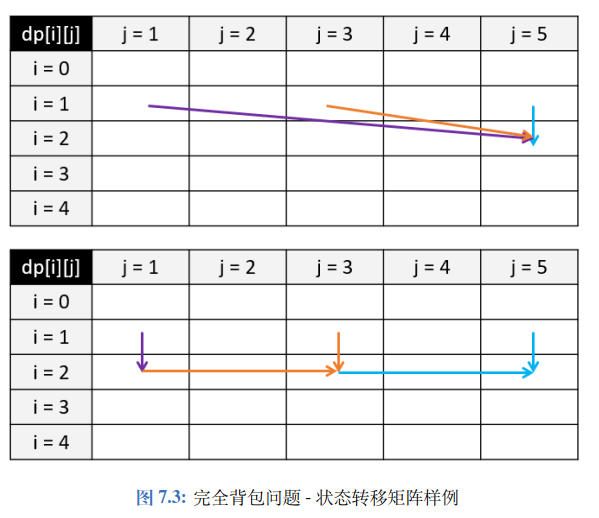 dp[i][j] j = 1 j = 2 j = 3 j = 4 j = 5
i = 0
i = 1
i = 2
i = 3
i = 4
dp[i][j] j = 1 j = 2 j = 3 j = 4 j = 5
i = 0
i = 1
i = 2
i = 3
i = 4
图 7.3: 完全背包问题 - 状态转移矩阵样例